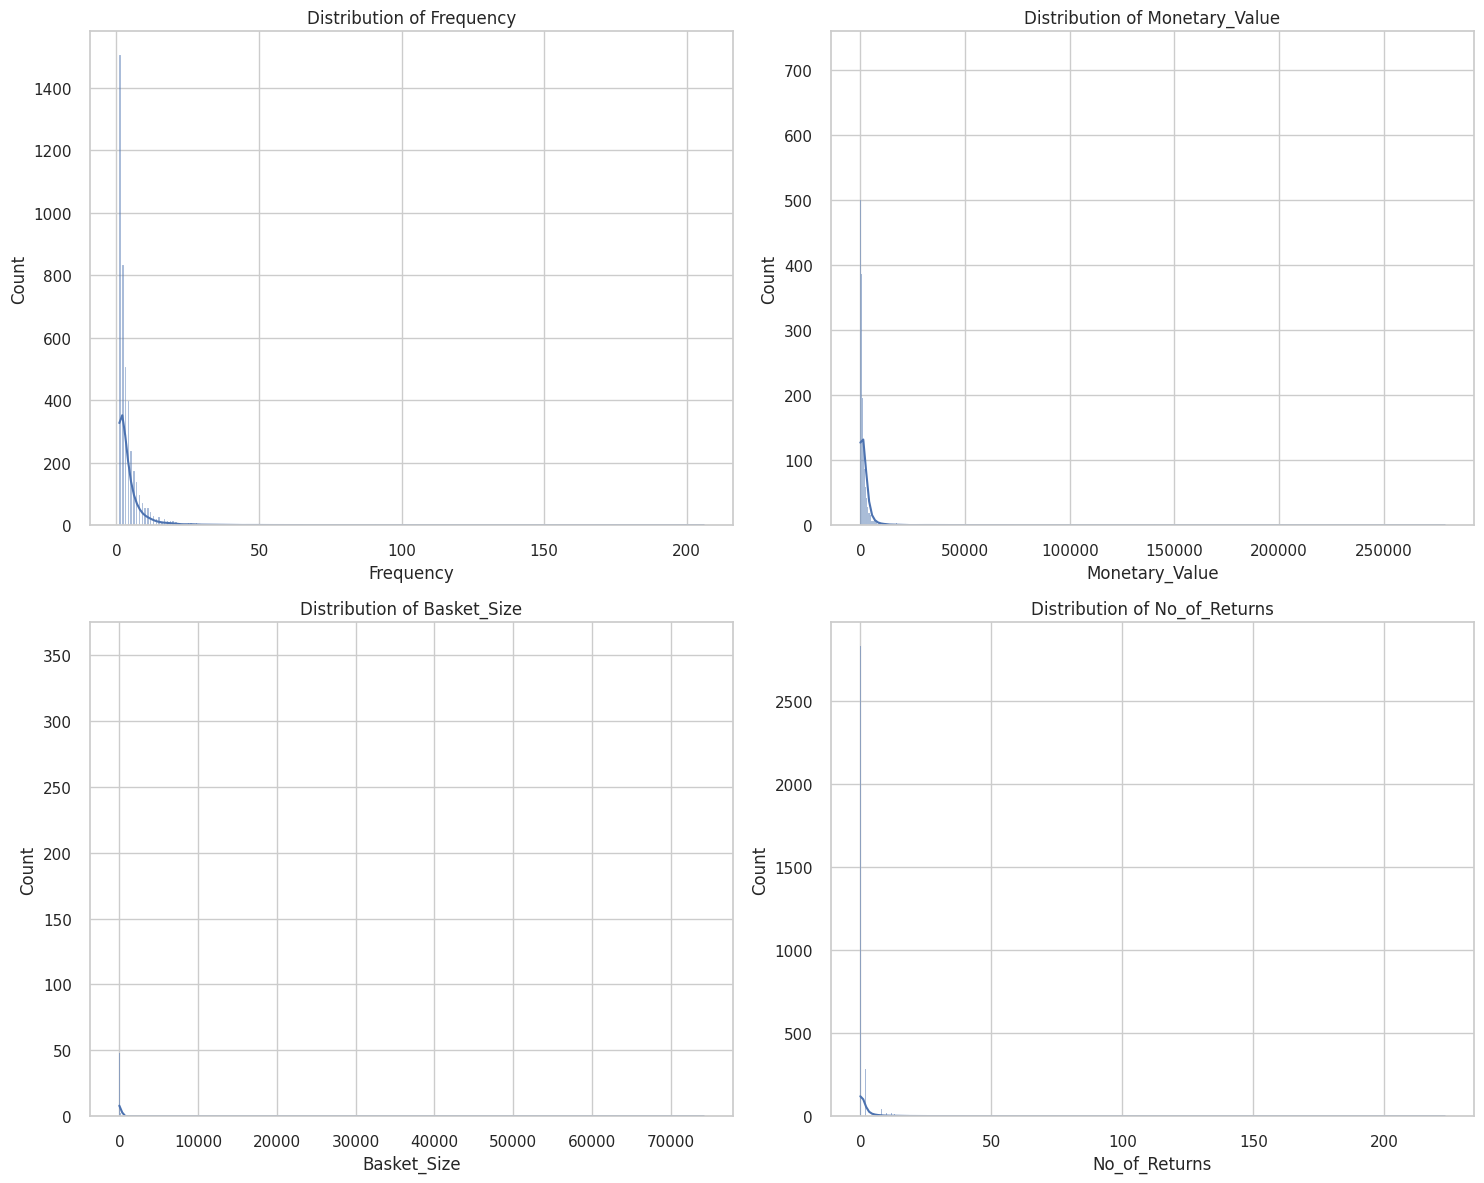 Distribution of Frequency
1400
1200
1000
800
600
400
200
0
Count
0 50 100 150 200
Frequency
Distribution of Monetary_Value
700
600
500
400
300
200
100
0
Count
0 50000 100000 150000 200000 250000
Monetary_Value
Distribution of Basket_Size
350
300
250
200
150
100
50
0
Count
0 10000 20000 30000 40000 50000 60000 70000
Basket_Size
Distribution of No_of_Returns
2500
2000
1500
1000
500
0
Count
0 50 100 150 200
No_of_Returns